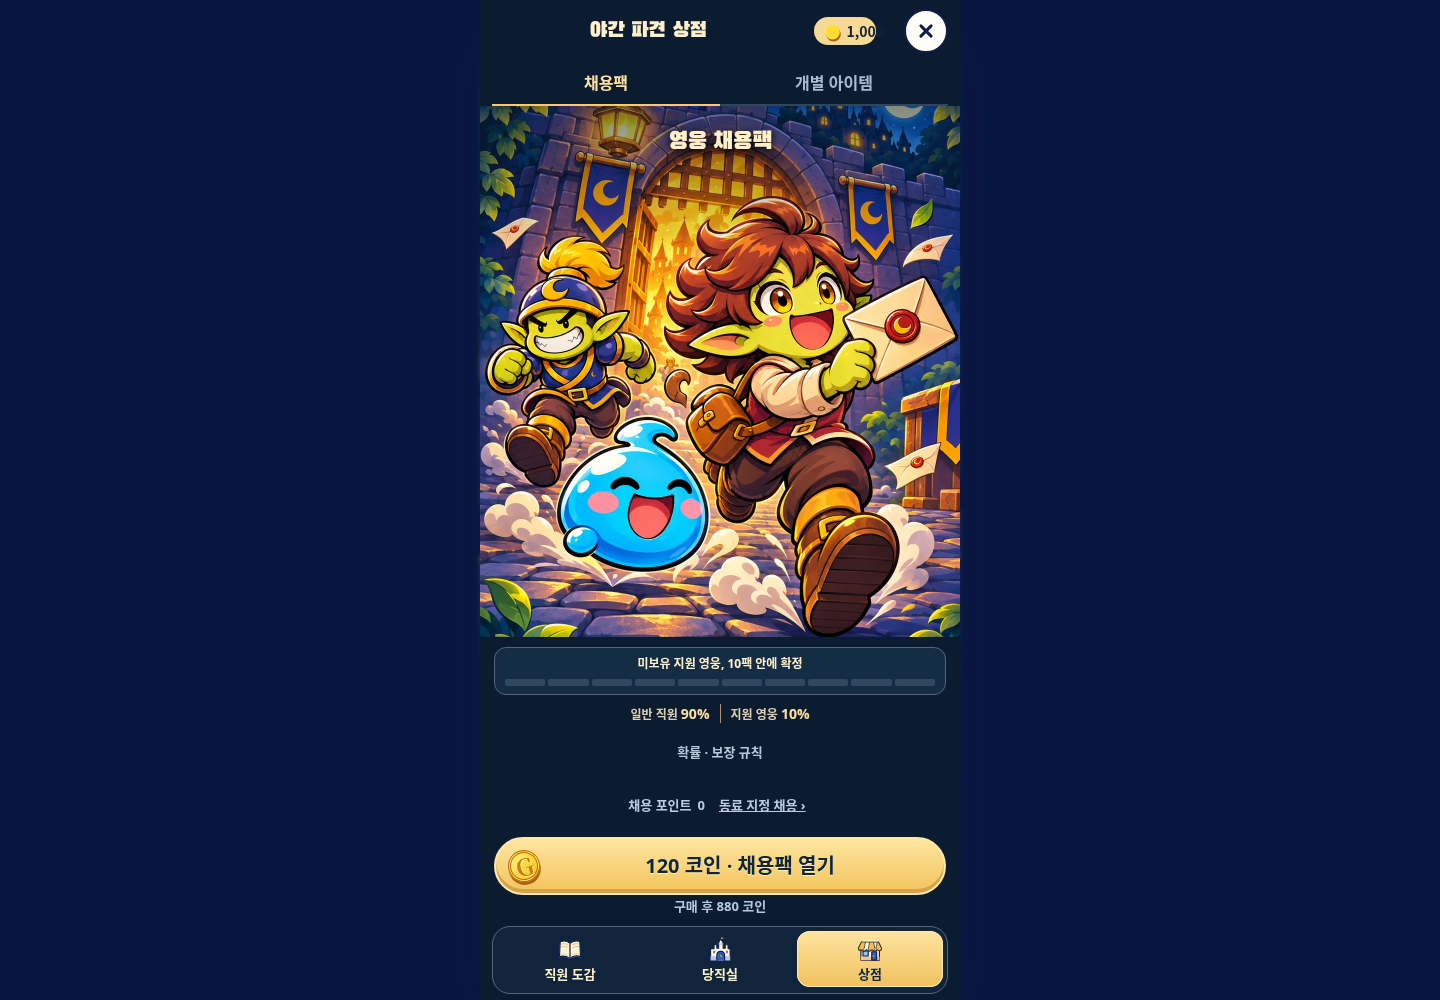 야간 파견 상점
1,00
채용팩
개별 아이템
영웅 채용팩
미보유 지원 영웅, 10팩 안에 확정
일반 직원 90%
지원 영웅 10%
확률 · 보장 규칙
채용 포인트 0
동료 지정 채용 ›
G
120 코인 · 채용팩 열기
구매 후 880 코인
직원 도감
당직실
상점